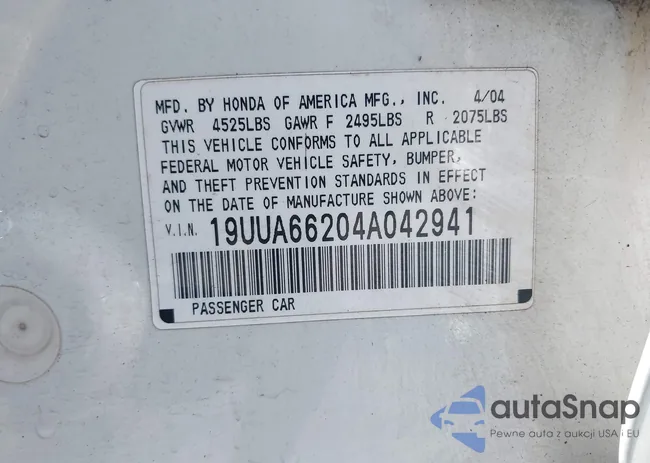 MFD. BY HONDA OF AMERICA MFG., INC. 4/04
GVWR 4525LBS GAWR F 2495LBS R 2075LBS
THIS VEHICLE CONFORMS TO ALL APPLICABLE
FEDERAL MOTOR VEHICLE SAFETY, BUMPER,
AND THEFT PREVENTION STANDARDS IN EFFECT
ON THE DATE OF MANUFACTURE SHOWN ABOVE:
V.I.N. 19UUA66204A042941
PASSENGER CAR
autoSnap
Pewne auta z aukcji USA i EU